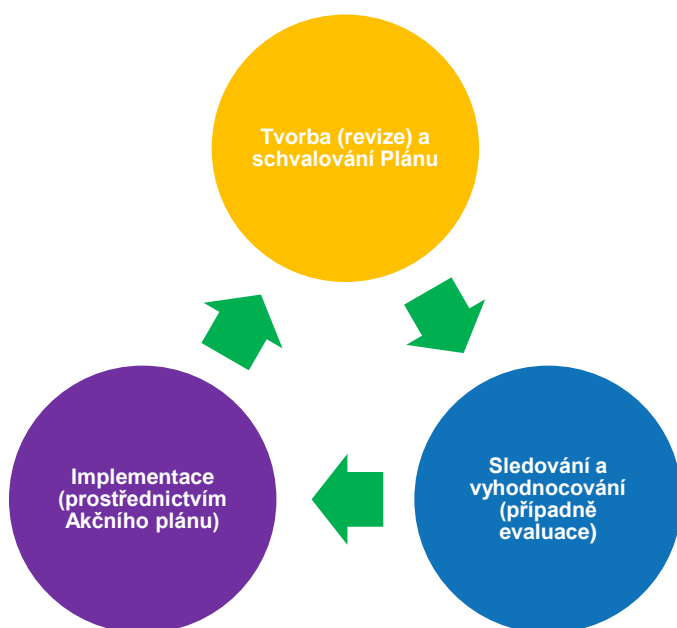 Tvorba (revize) a
schvalování Plánu
Sledování a
vyhodnocování
(případně
evaluace)
Implementace
(prostřednictvím
Akčního plánu)